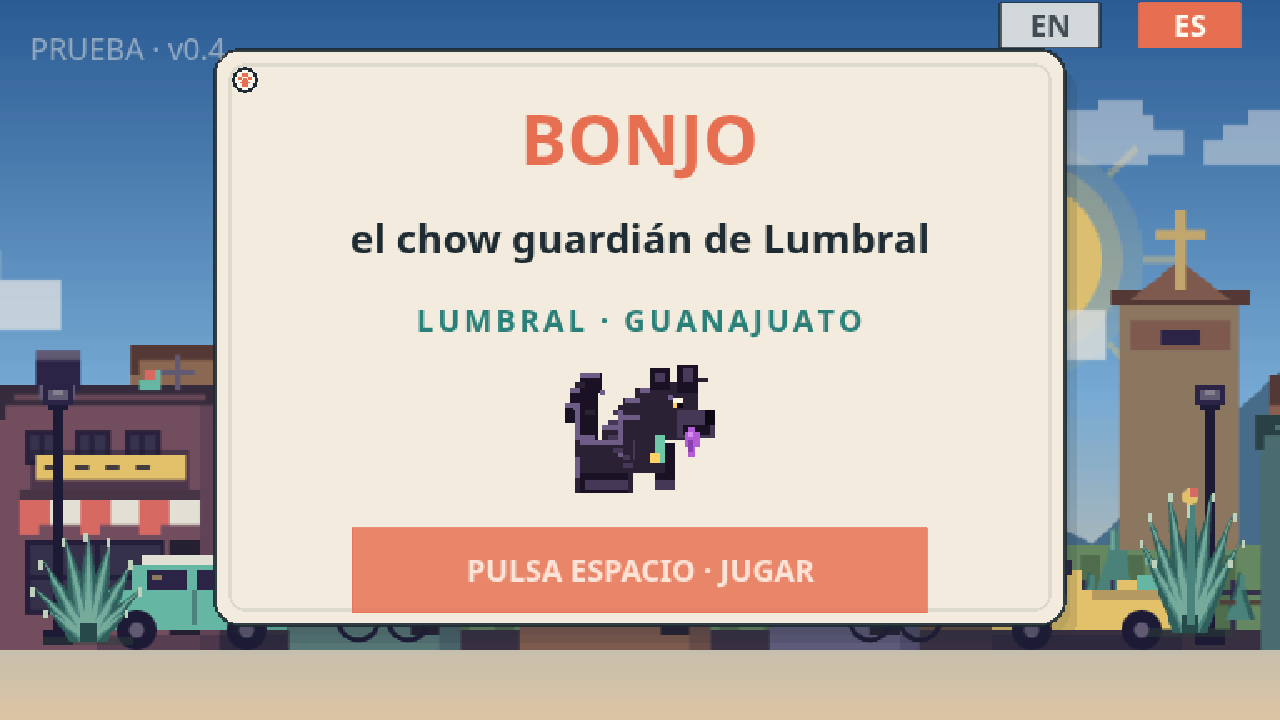 PRUEBA · v0.4
EN
ES
BONJO
el chow guardián de Lumbral
LUMBRAL · GUANAJUATO
PULSA ESPACIO · JUGAR